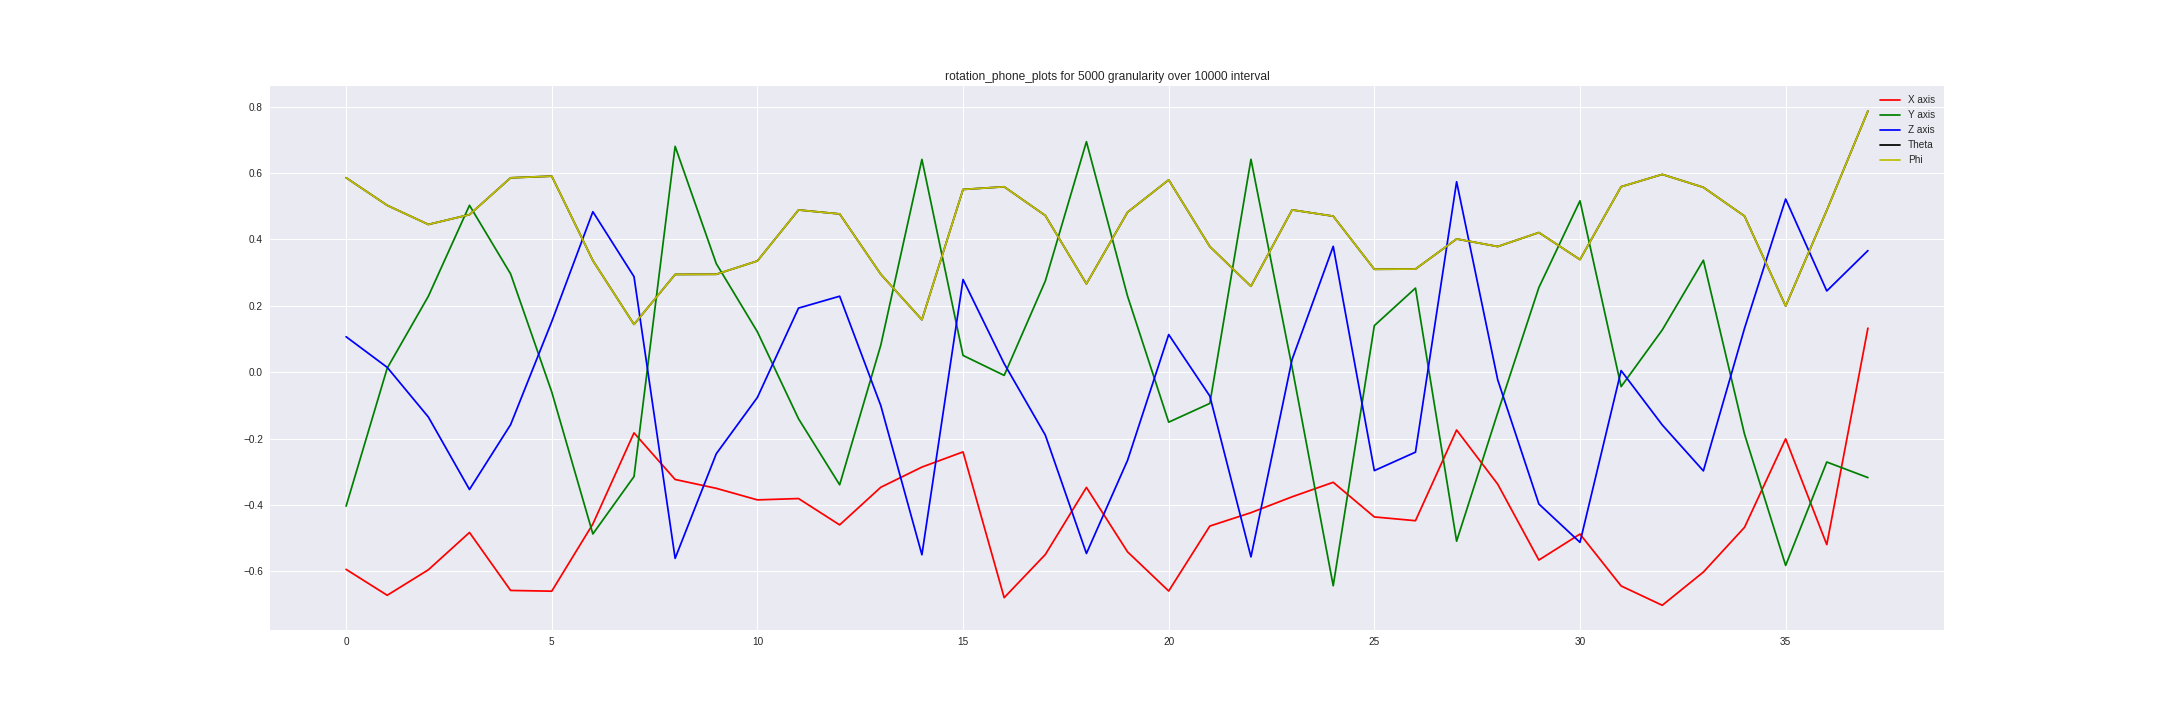 rotation_phone_plots for 5000 granularity over 10000 interval
0.8
0.6
0.4
0.2
0.0
−0.2
−0.4
−0.6
0 5 10 15 20 25 30 35
X axis
Y axis
Z axis
Theta
Phi